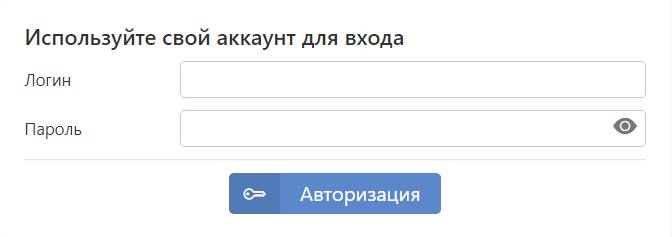 Используйте свой аккаунт для входа
Логин
Пароль
Авторизация